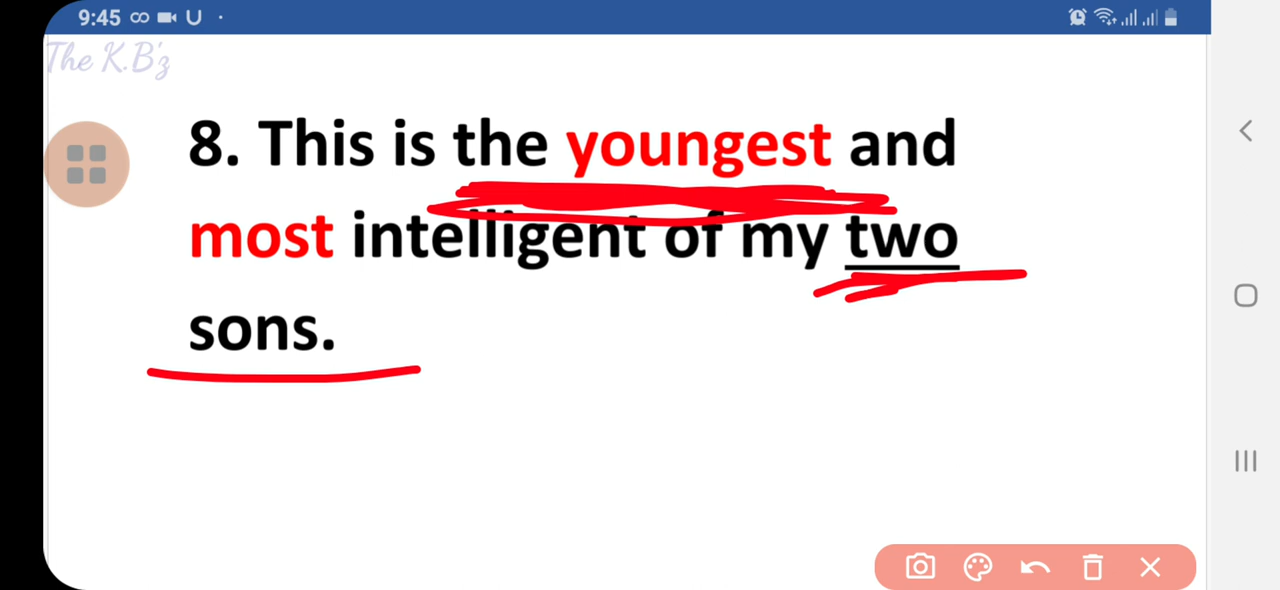 9:45
The K.B'z
8. This is the youngest and
most intelligent of my two
sons.